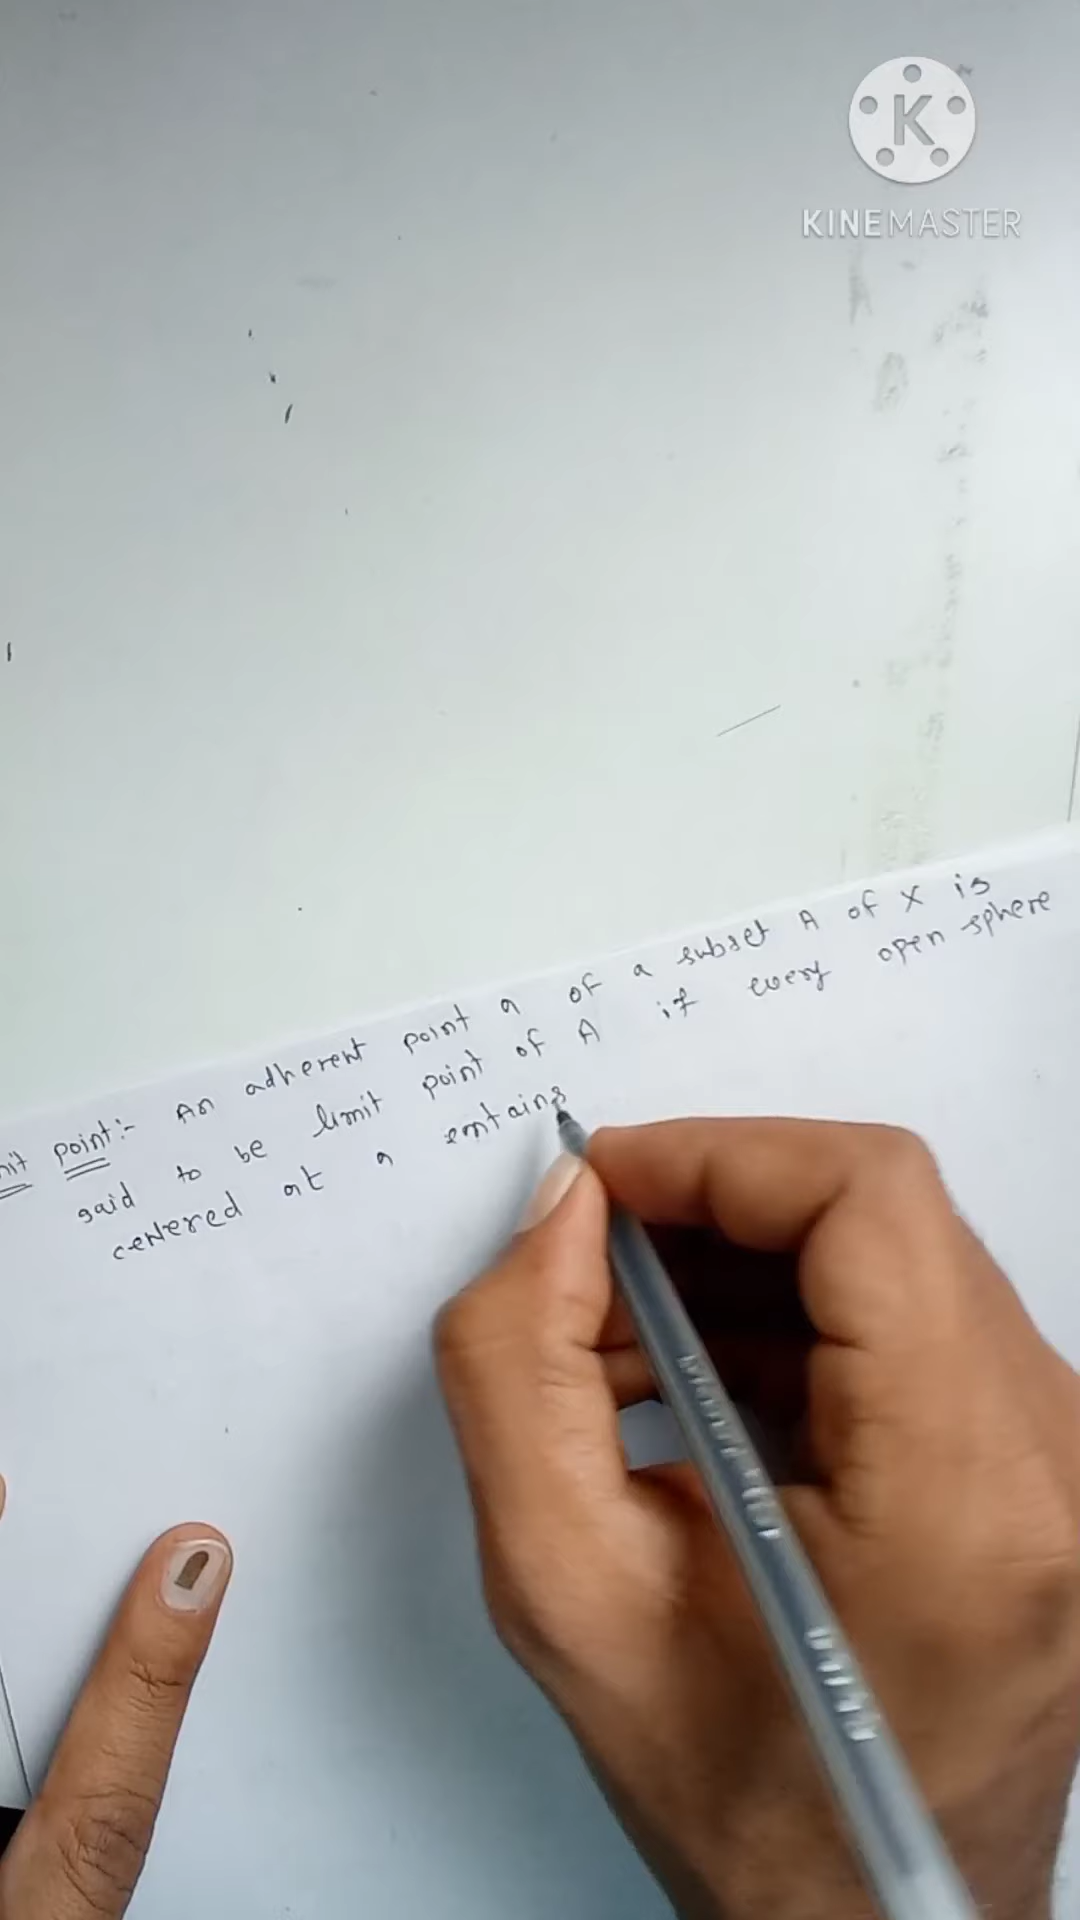 KINEMASTER
point:- An adherent point a of a subset A of X is
said to be limit point of A if every open sphere
centered at a contains